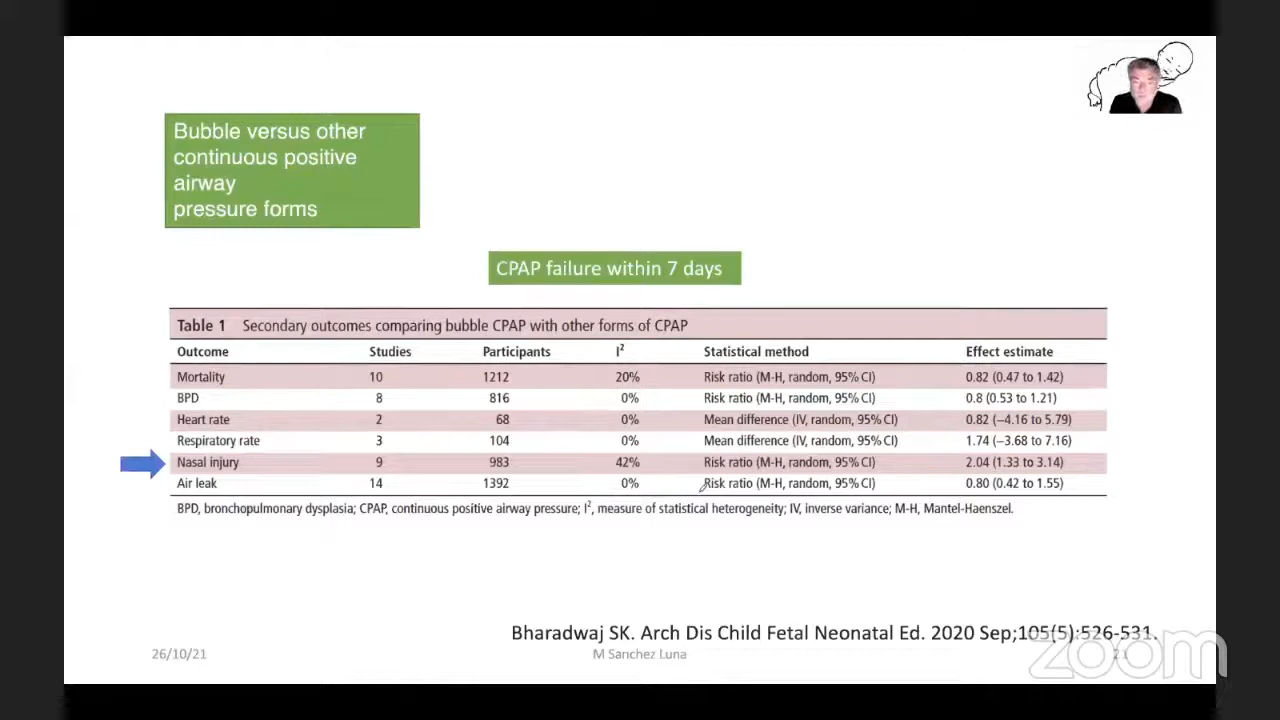 Bubble versus other
continuous positive
airway
pressure forms
CPAP failure within 7 days
Table 1 Secondary outcomes comparing bubble CPAP with other forms of CPAP
Outcome Studies Participants I² Statistical method Effect estimate
Mortality 10 1212 20% Risk ratio (M-H, random, 95% CI) 0.82 (0.47 to 1.42)
BPD 8 816 0% Risk ratio (M-H, random, 95% CI) 0.8 (0.53 to 1.21)
Heart rate 2 68 0% Mean difference (IV, random, 95% CI) 0.82 (−4.16 to 5.79)
Respiratory rate 3 104 0% Mean difference (IV, random, 95% CI) 1.74 (−3.68 to 7.16)
Nasal injury 9 983 42% Risk ratio (M-H, random, 95% CI) 2.04 (1.33 to 3.14)
Air leak 14 1392 0% Risk ratio (M-H, random, 95% CI) 0.80 (0.42 to 1.55)
BPD, bronchopulmonary dysplasia; CPAP, continuous positive airway pressure; I², measure of statistical heterogeneity; IV, inverse variance; M-H, Mantel-Haenszel.
Bharadwaj SK. Arch Dis Child Fetal Neonatal Ed. 2020 Sep;105(5):526-531.
26/10/21 M Sanchez Luna 21
zoom